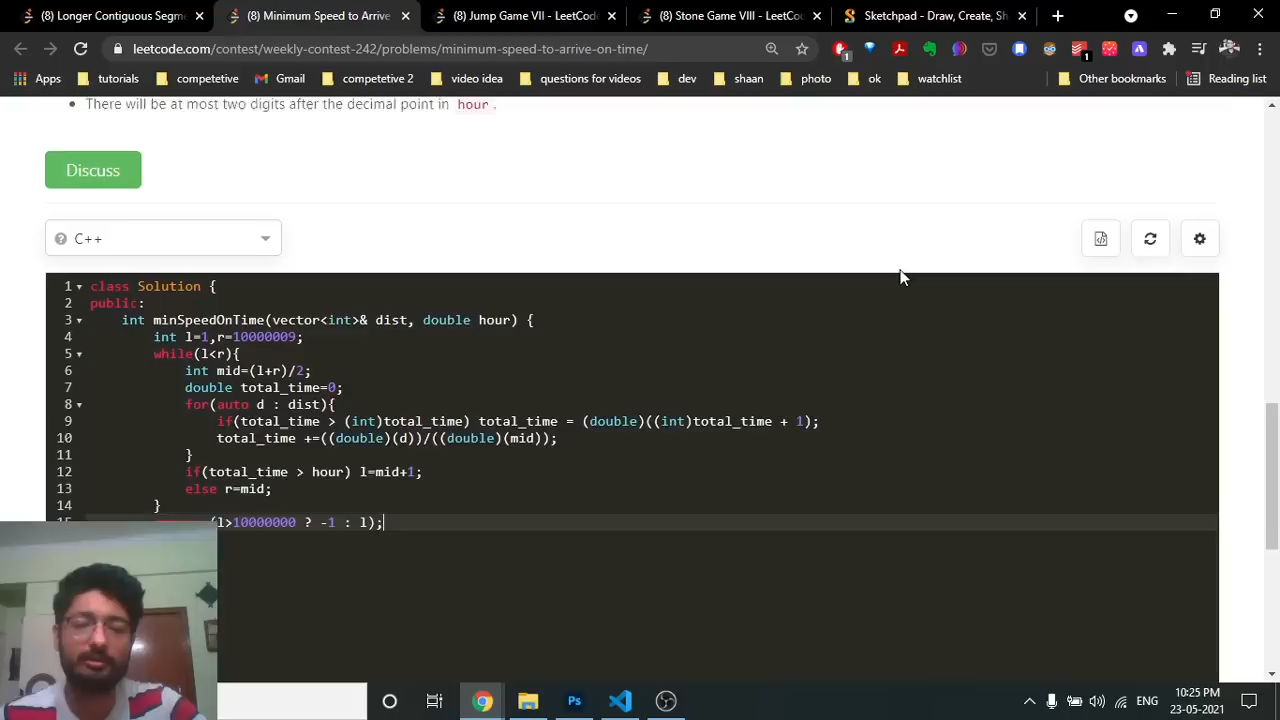 (8) Longer Contiguous Segm
(8) Minimum Speed to Arrive
(8) Jump Game VII - LeetCod
(8) Stone Game VIII - LeetCo
Sketchpad - Draw, Create, Sh
leetcode.com/contest/weekly-contest-242/problems/minimum-speed-to-arrive-on-time/
1
1
Apps
tutorials
competetive
Gmail
competetive 2
video idea
questions for videos
dev
shaan
photo
ok
watchlist
Other bookmarks
Reading list
There will be at most two digits after the decimal point in hour.
Discuss
C++
1 class Solution {
2 public:
3 int minSpeedOnTime(vector<int>& dist, double hour) {
4 int l=1,r=10000009;
5 while(l<r){
6 int mid=(l+r)/2;
7 double total_time=0;
8 for(auto d : dist){
9 if(total_time > (int)total_time) total_time = (double)((int)total_time + 1);
10 total_time +=((double)(d))/((double)(mid));
11 }
12 if(total_time > hour) l=mid+1;
13 else r=mid;
14 }
15 (l>10000000 ? -1 : l);
Ps
ENG
10:25 PM
23-05-2021